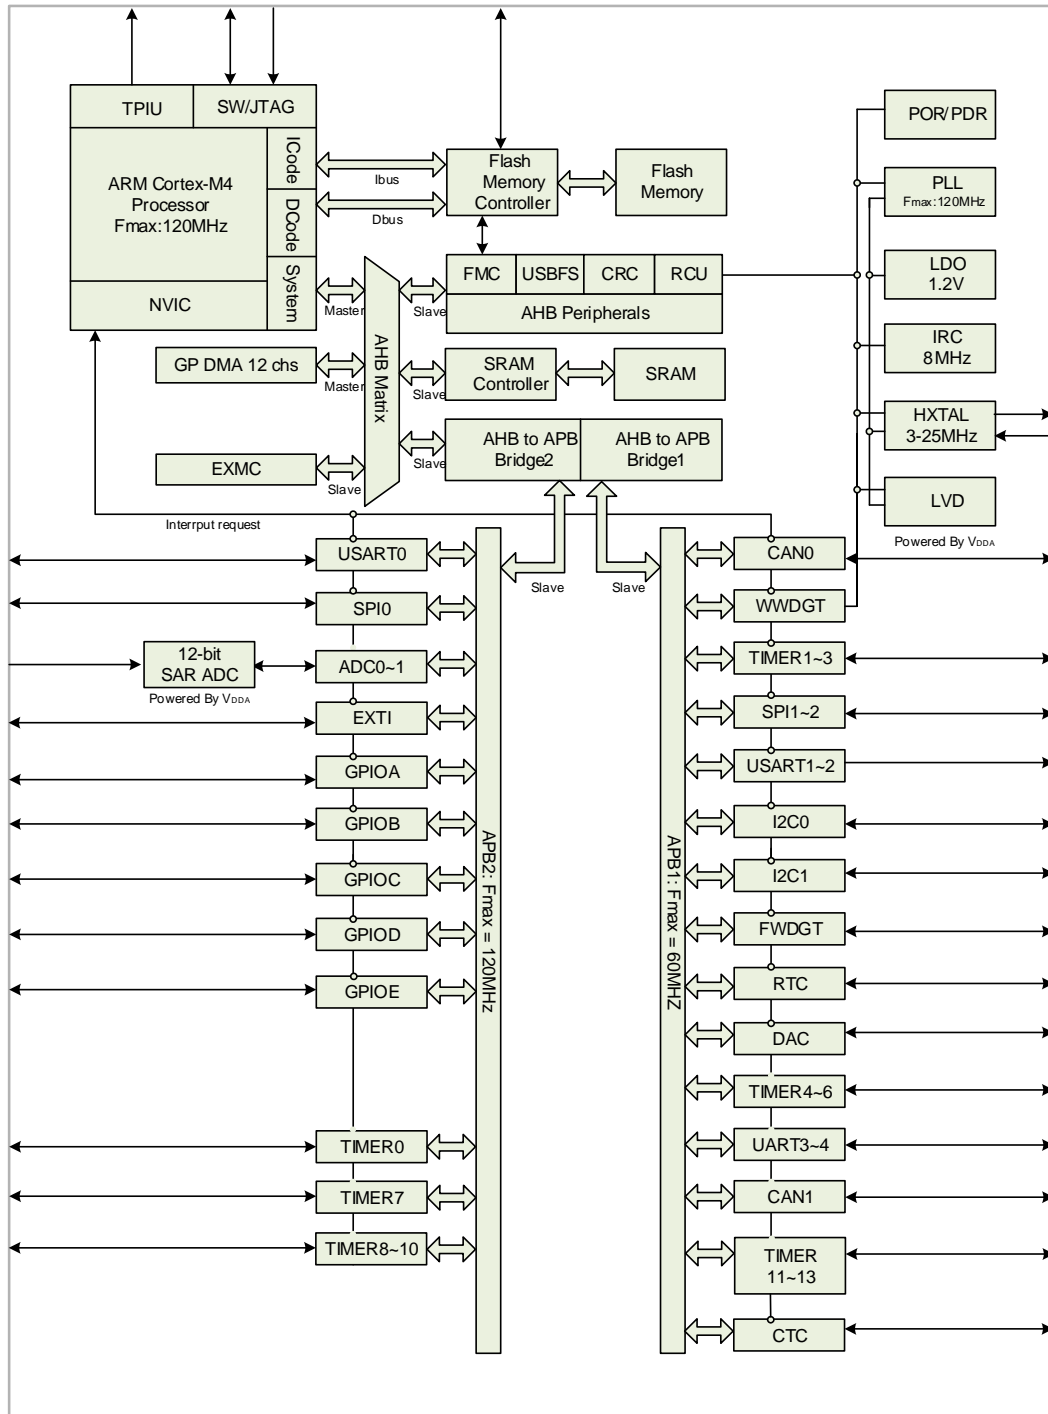 TPIU
SW/JTAG
POR/PDR
ARM Cortex-M4
Processor
Fmax:120MHz
ICode
DCode
System
NVIC
Ibus
Dbus
Flash
Memory
Controller
Flash
Memory
PLL
Fmax:120MHz
FMC
USBFS
CRC
RCU
AHB Peripherals
LDO
1.2V
Master
Slave
AHB Matrix
IRC
8MHz
GP DMA 12 chs
Master
Slave
SRAM
Controller
SRAM
HXTAL
3-25MHz
EXMC
Slave
Slave
AHB to APB
Bridge2
AHB to APB
Bridge1
LVD
Powered By VDDA
Interrput request
Slave
Slave
USART0
SPI0
12-bit
SAR ADC
Powered By VDDA
ADC0~1
EXTI
GPIOA
GPIOB
GPIOC
GPIOD
GPIOE
TIMER0
TIMER7
TIMER8~10
APB2: Fmax = 120MHz
APB1: Fmax = 60MHZ
CAN0
WWDGT
TIMER1~3
SPI1~2
USART1~2
I2C0
I2C1
FWDGT
RTC
DAC
TIMER4~6
UART3~4
CAN1
TIMER
11~13
CTC